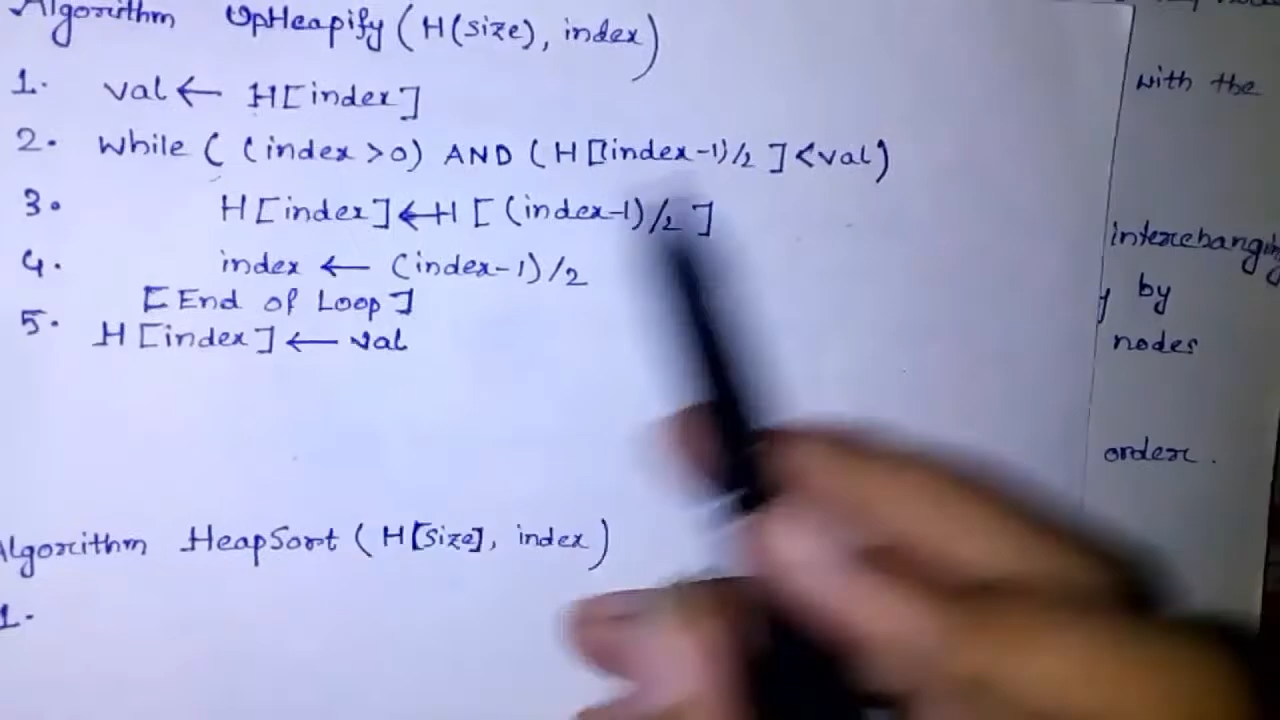 Algorithm UpHeapify (H(size), index)
1. val ← H[index]
2. While ( (index >0) AND (H[(index-1)/2] < val)
3. H[index] ← H [(index-1)/2]
4. index ← (index-1)/2
[End of Loop]
5. H[index] ← val
Algorithm HeapSort (H[size], index)
1.
with the
interchanging
by
nodes
order.